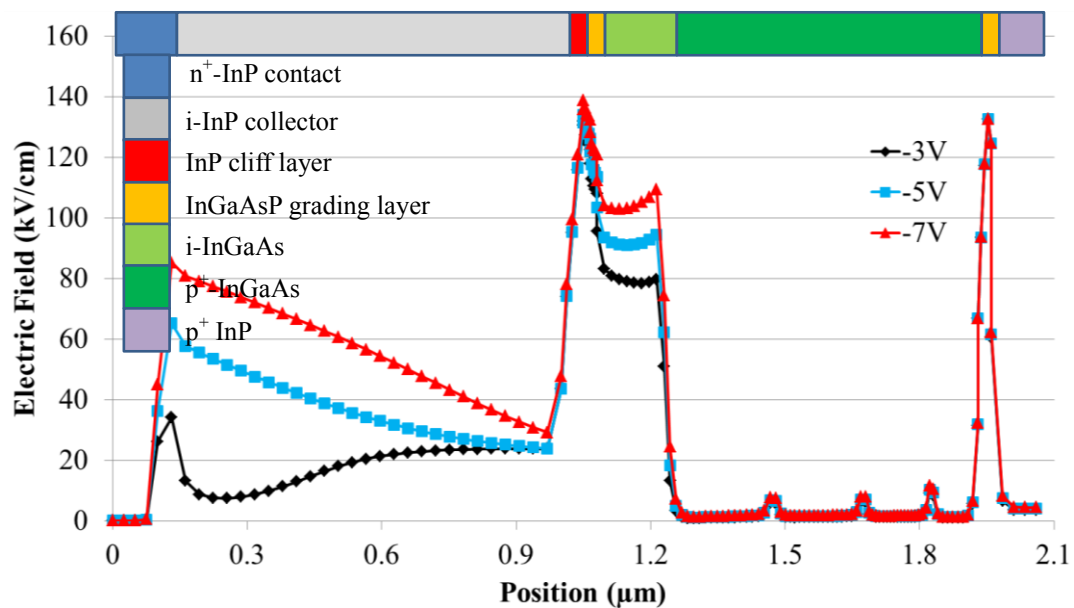 160
140
120
100
80
60
40
20
0
Electric Field (kV/cm)
n+-InP contact
i-InP collector
InP cliff layer
InGaAsP grading layer
i-InGaAs
p+-InGaAs
p+ InP
-3V
-5V
-7V
0 0.3 0.6 0.9 1.2 1.5 1.8 2.1
Position (µm)